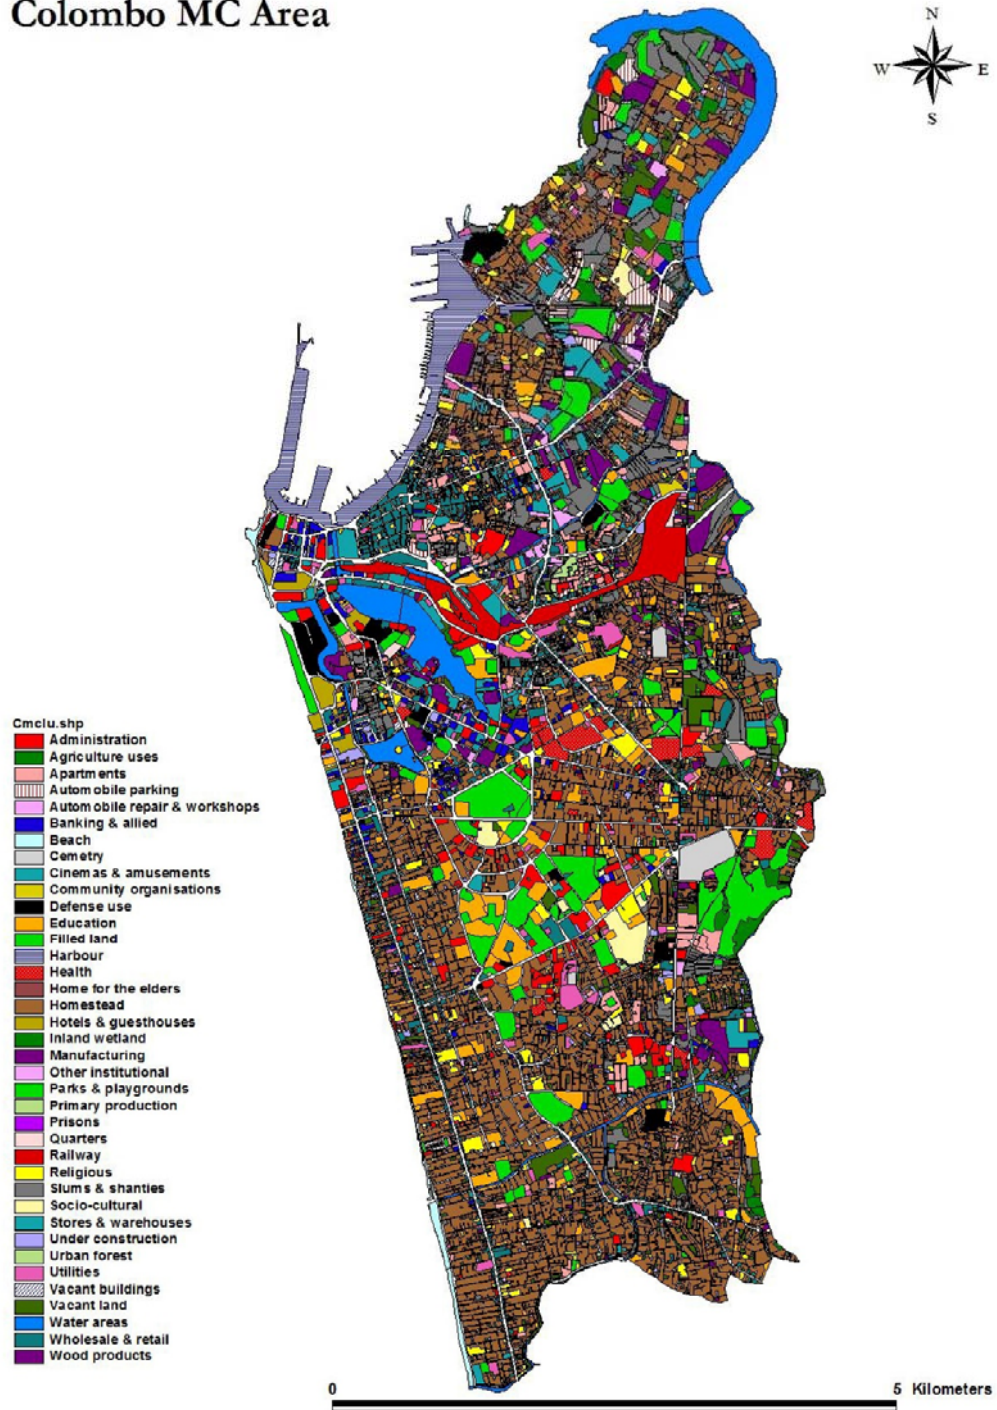 Colombo MC Area
N
W E
S
Cmclu.shp
Administration
Agriculture uses
Apartments
Automobile parking
Automobile repair & workshops
Banking & allied
Beach
Cemetry
Cinemas & amusements
Community organisations
Defense use
Education
Filled land
Harbour
Health
Home for the elders
Homestead
Hotels & guesthouses
Inland wetland
Manufacturing
Other institutional
Parks & playgrounds
Primary production
Prisons
Quarters
Railway
Religious
Slums & shanties
Socio-cultural
Stores & warehouses
Under construction
Urban forest
Utilities
Vacant buildings
Vacant land
Water areas
Wholesale & retail
Wood products
0 5 Kilometers